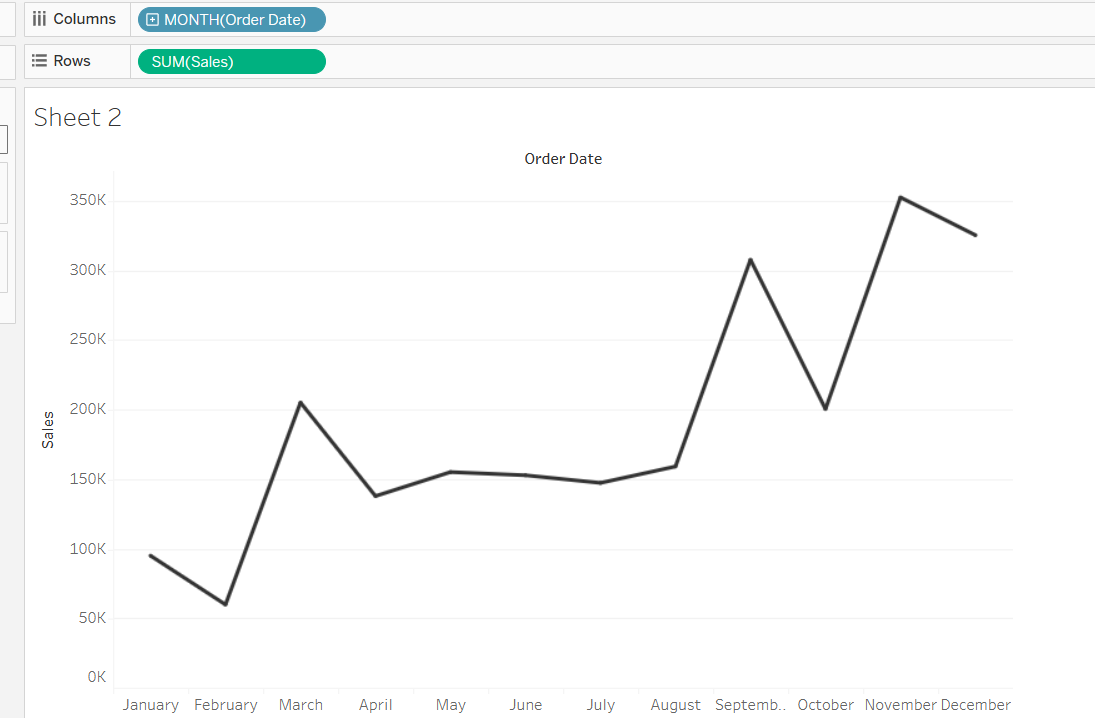 Columns MONTH(Order Date)
Rows SUM(Sales)
Sheet 2
Order Date
350K
300K
250K
200K
Sales
150K
100K
50K
0K
January February March April May June July August Septemb.. October November December